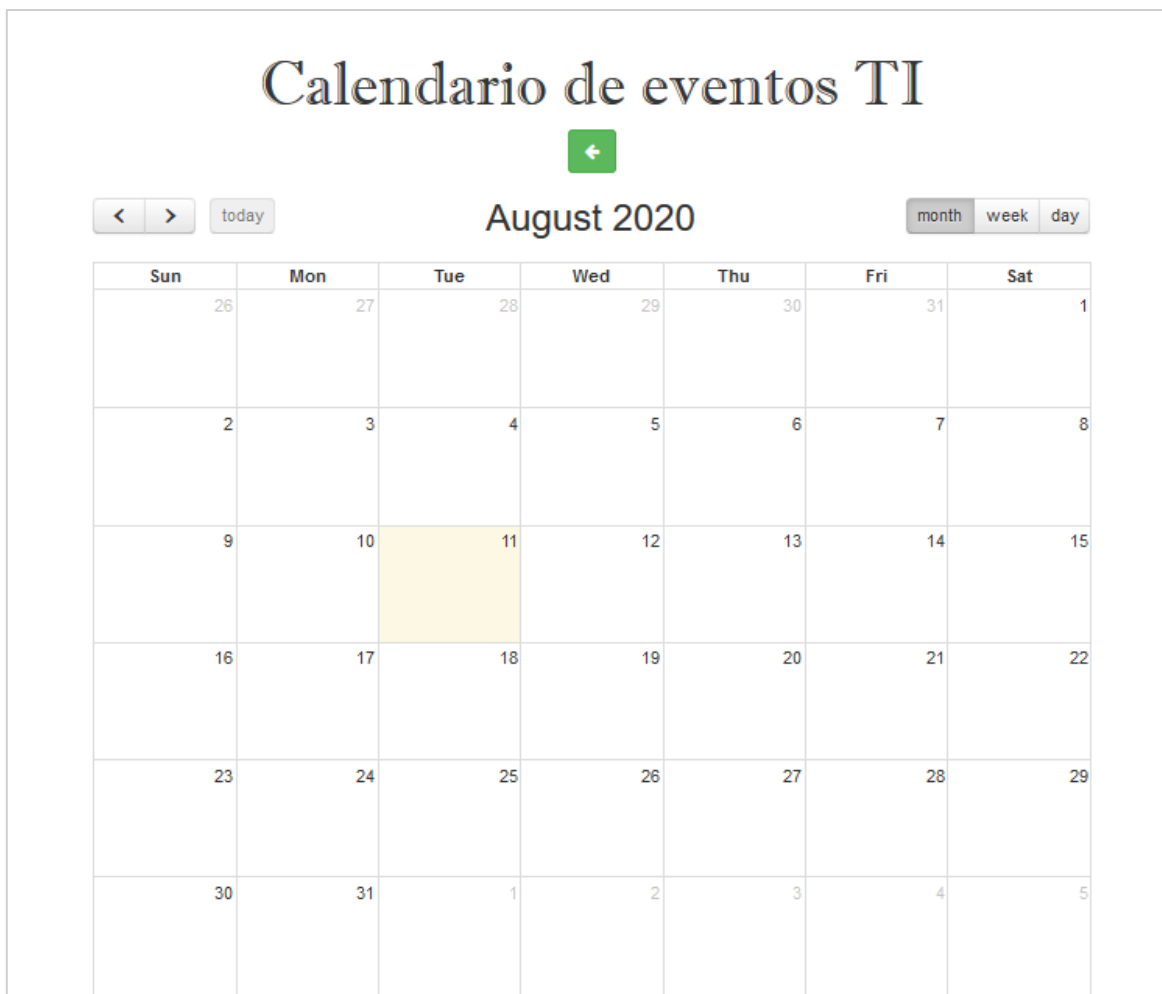 Calendario de eventos TI
today August 2020 month week day
Sun Mon Tue Wed Thu Fri Sat
26 27 28 29 30 31 1
2 3 4 5 6 7 8
9 10 11 12 13 14 15
16 17 18 19 20 21 22
23 24 25 26 27 28 29
30 31 1 2 3 4 5